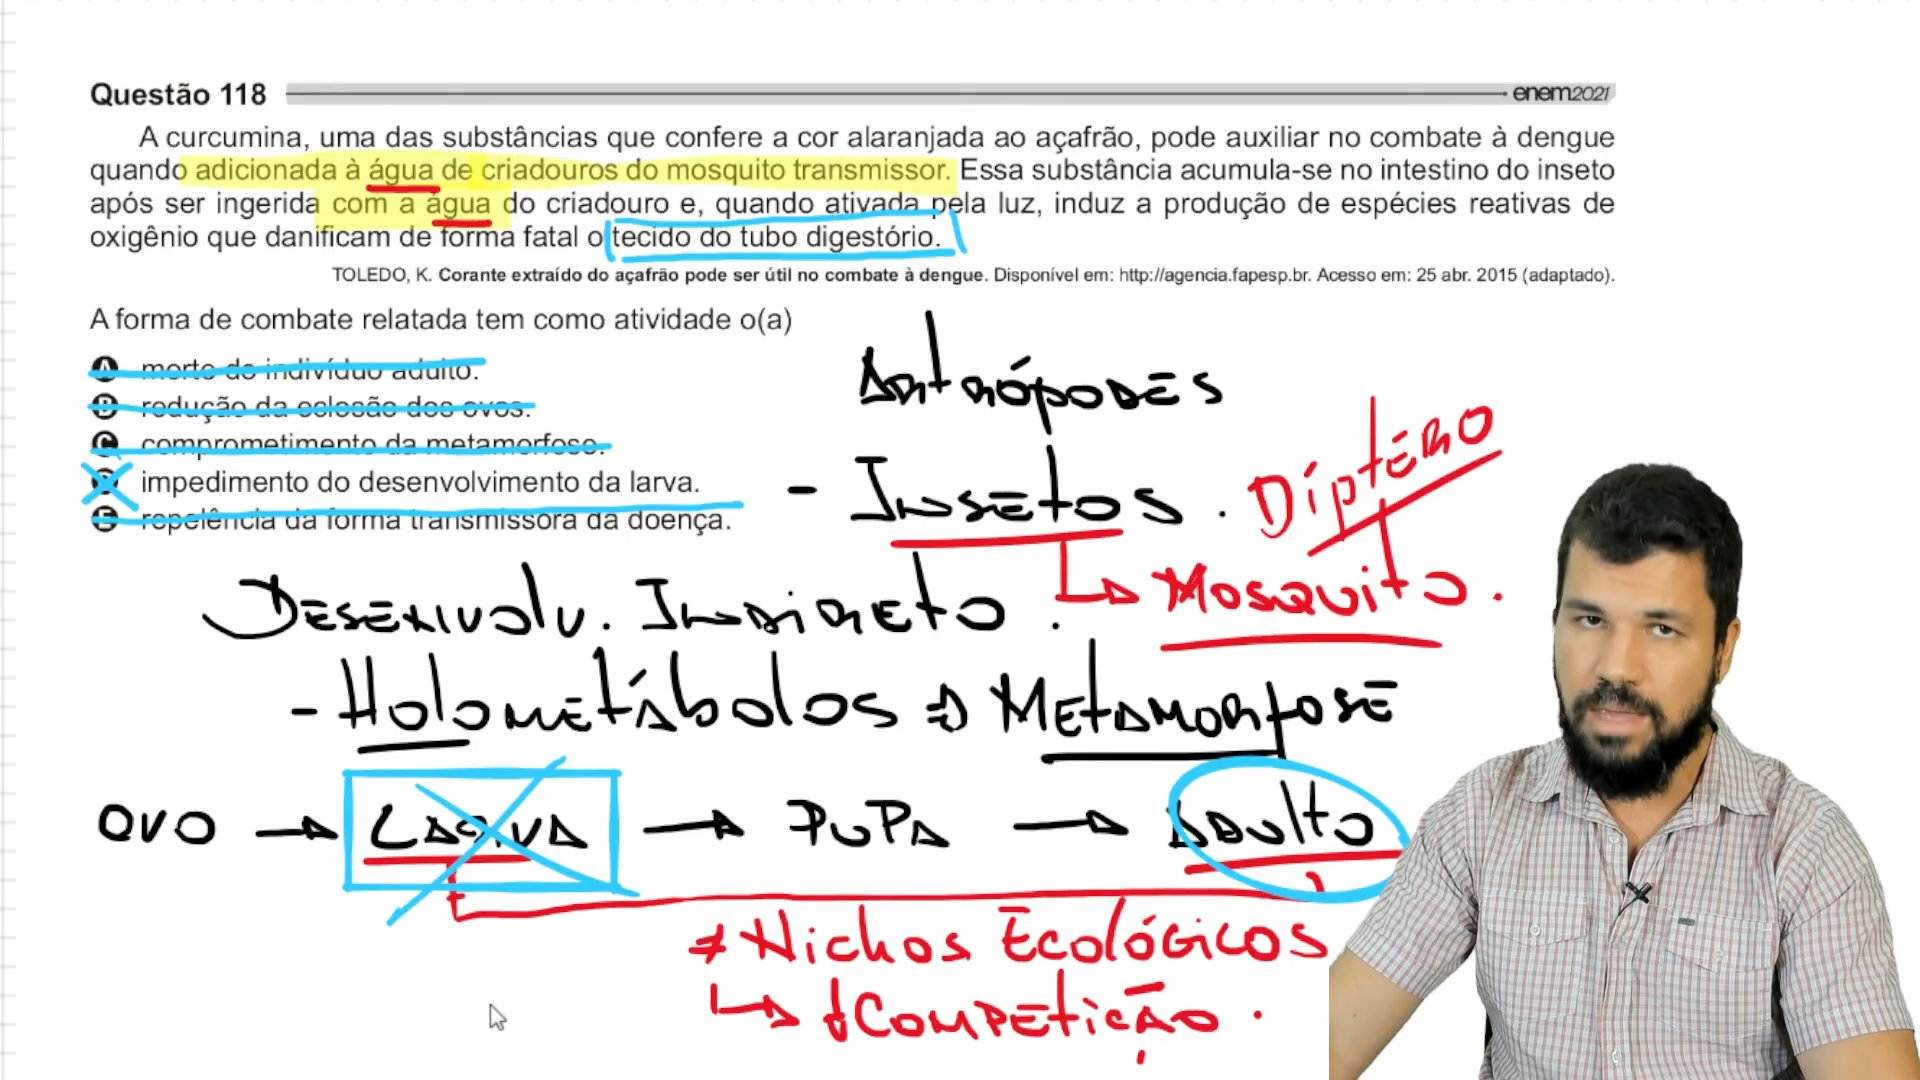 Questão 118
enem2021
A curcumina, uma das substâncias que confere a cor alaranjada ao açafrão, pode auxiliar no combate à dengue
quando adicionada à água de criadouros do mosquito transmissor. Essa substância acumula-se no intestino do inseto
após ser ingerida com a água do criadouro e, quando ativada pela luz, induz a produção de espécies reativas de
oxigênio que danificam de forma fatal o tecido do tubo digestório.
TOLEDO, K. Corante extraído do açafrão pode ser útil no combate à dengue. Disponível em: http://agencia.fapesp.br. Acesso em: 25 abr. 2015 (adaptado).
A forma de combate relatada tem como atividade o(a)
A morte do indivíduo adulto.
B redução da eclosão dos ovos.
C comprometimento da metamorfose.
D impedimento do desenvolvimento da larva.
E repelência da forma transmissora da doença.
ARTRÓPODES
- INSETOS . DíptERO
↳ MOSQUITO.
DESENVOLV. INDIRETO.
- HOLOMETÁBOLOS ⇒ METAMORFOSE
OVO → LARVA → PUPA → ADULTO
≠ NICHOS ECOLÓGICOS
↳ ↓COMPETIÇÃO.